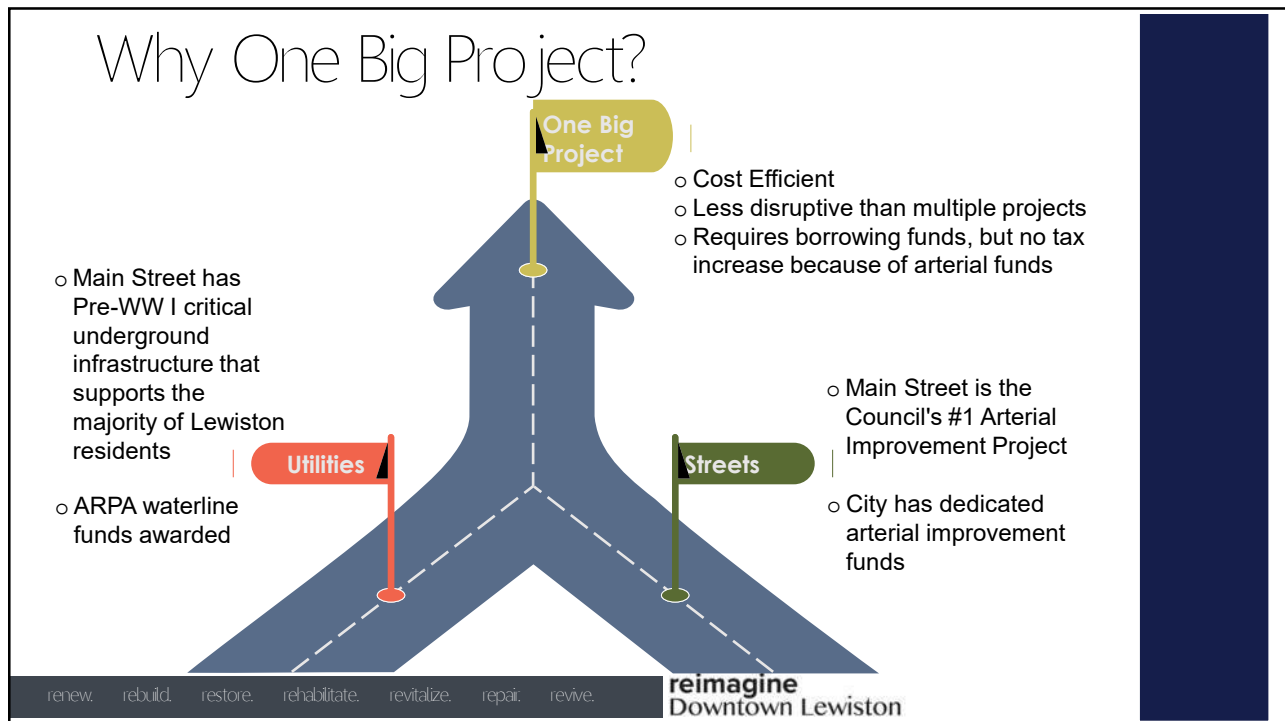 Why One Big Project?
One Big
Project
o Cost Efficient
o Less disruptive than multiple projects
o Requires borrowing funds, but no tax
increase because of arterial funds
o Main Street has
Pre-WW I critical
underground
infrastructure that
supports the
majority of Lewiston
residents
Utilities
o ARPA waterline
funds awarded
Streets
o Main Street is the
Council's #1 Arterial
Improvement Project
o City has dedicated
arterial improvement
funds
renew. rebuild. restore. rehabilitate. revitalize. repair. revive.
reimagine
Downtown Lewiston